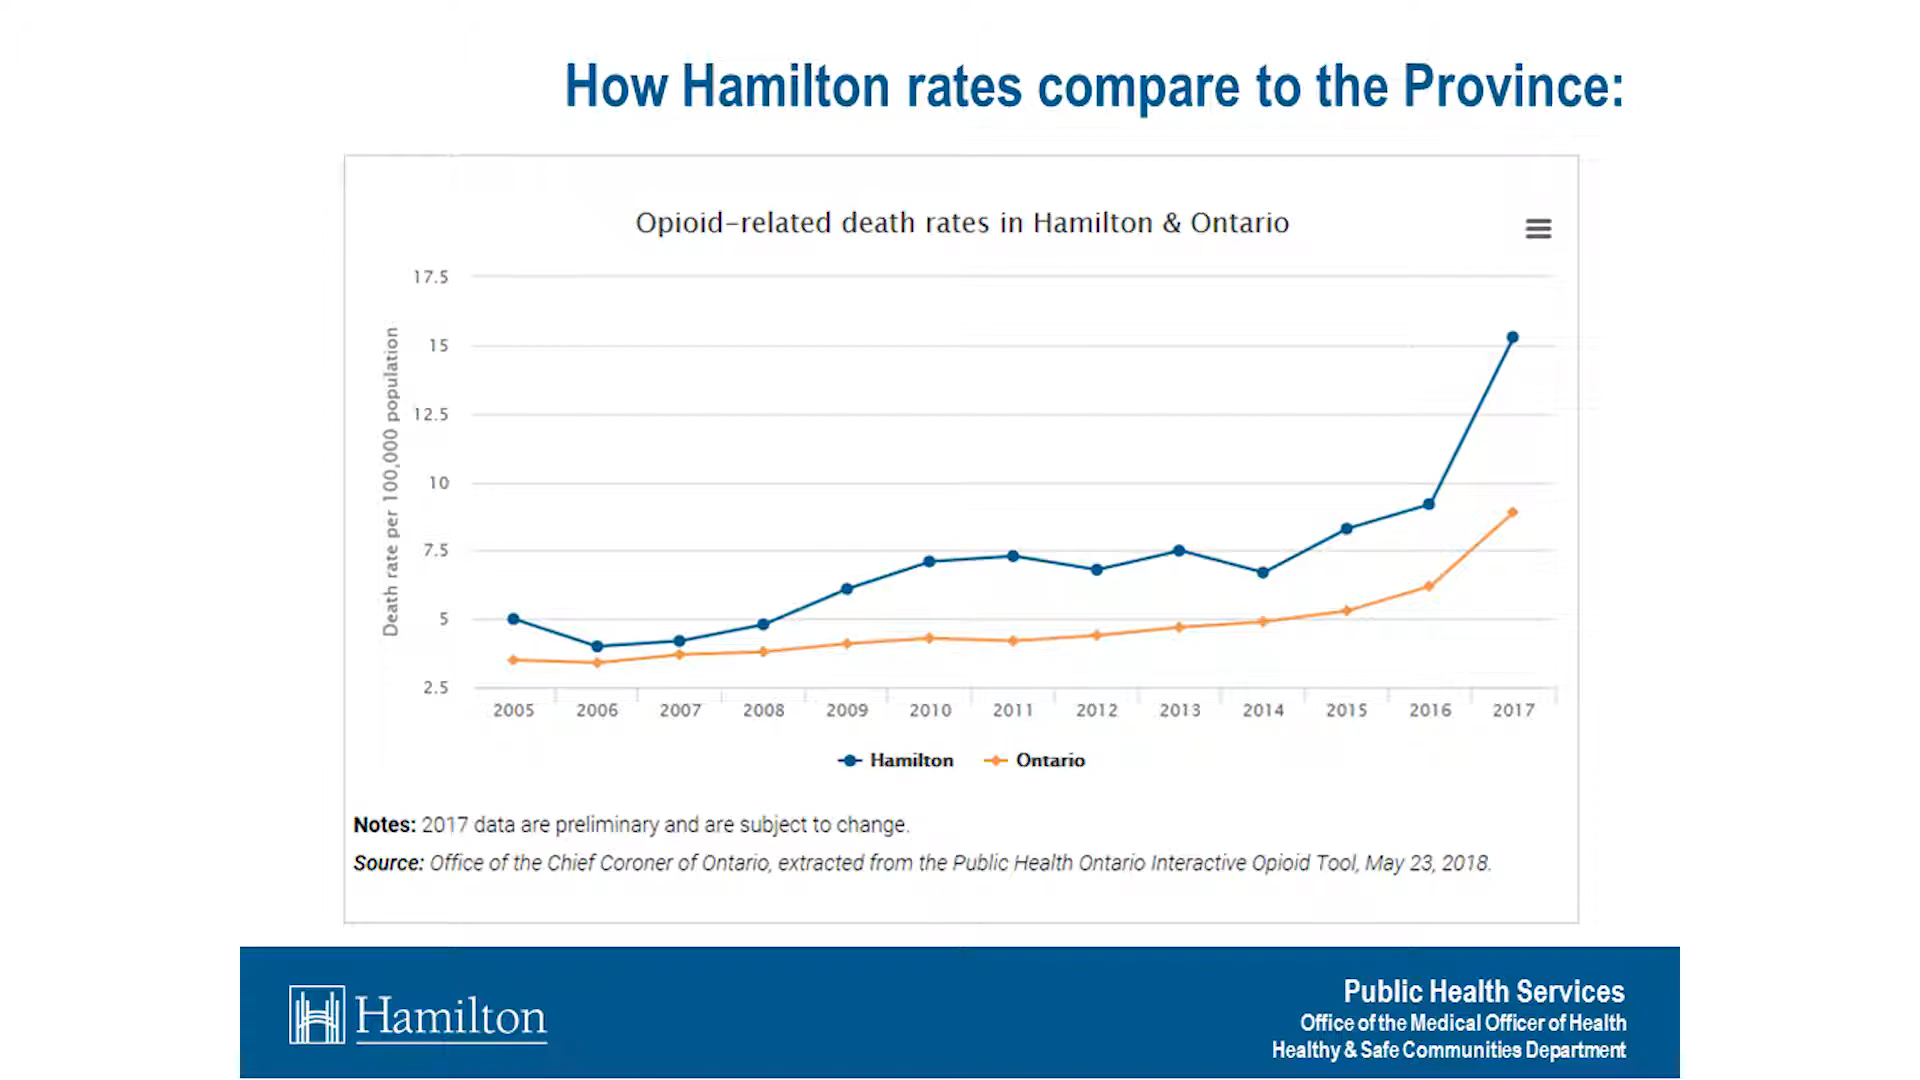 How Hamilton rates compare to the Province:
Opioid-related death rates in Hamilton & Ontario
Death rate per 100,000 population
17.5
15
12.5
10
7.5
5
2.5
2005 2006 2007 2008 2009 2010 2011 2012 2013 2014 2015 2016 2017
Hamilton Ontario
Notes: 2017 data are preliminary and are subject to change.
Source: Office of the Chief Coroner of Ontario, extracted from the Public Health Ontario Interactive Opioid Tool, May 23, 2018.
Hamilton
Public Health Services
Office of the Medical Officer of Health
Healthy & Safe Communities Department